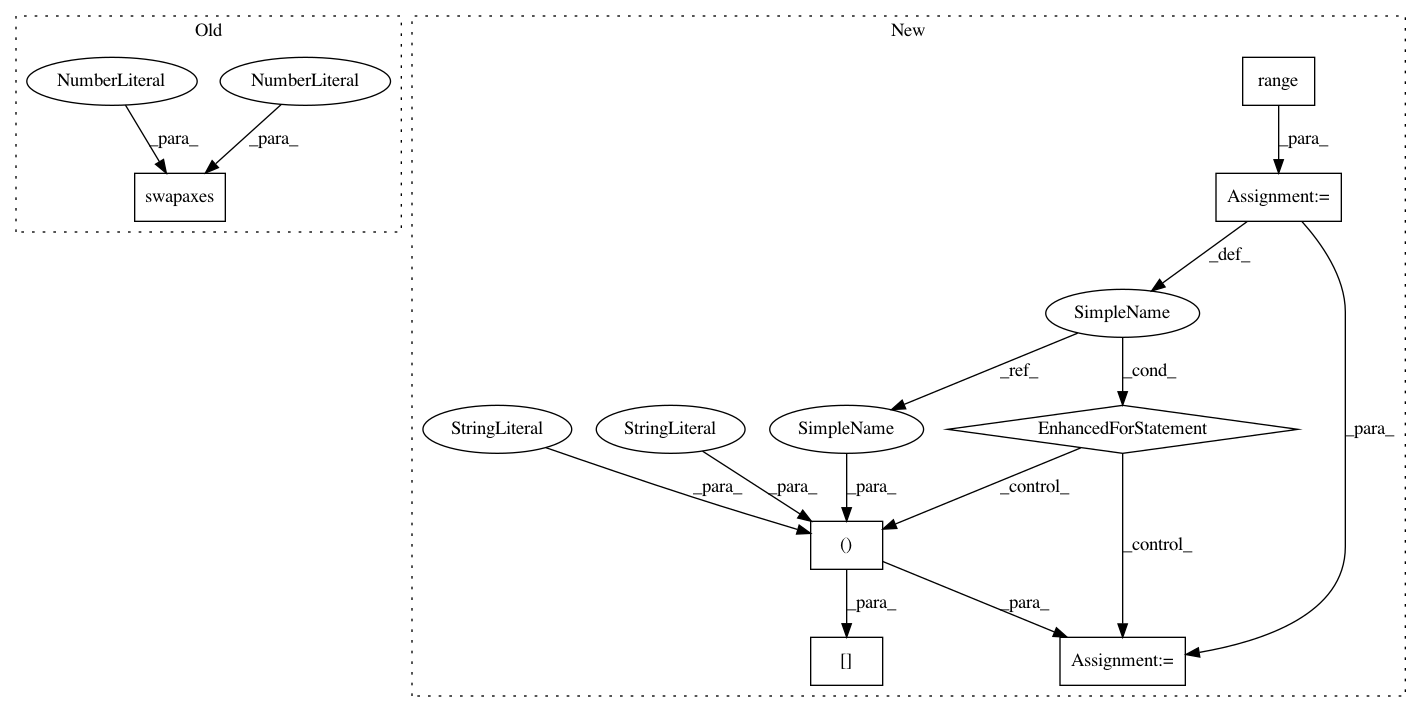 Old
New
NumberLiteral
NumberLiteral
range
_para_
_para_
_para_
swapaxes
Assignment:=
_def_
SimpleName
_ref_
_cond_
StringLiteral
StringLiteral
SimpleName
EnhancedForStatement
_para_
_para_
_para_
_para_
_control_
()
_control_
_para_
_para_
[]
Assignment:=